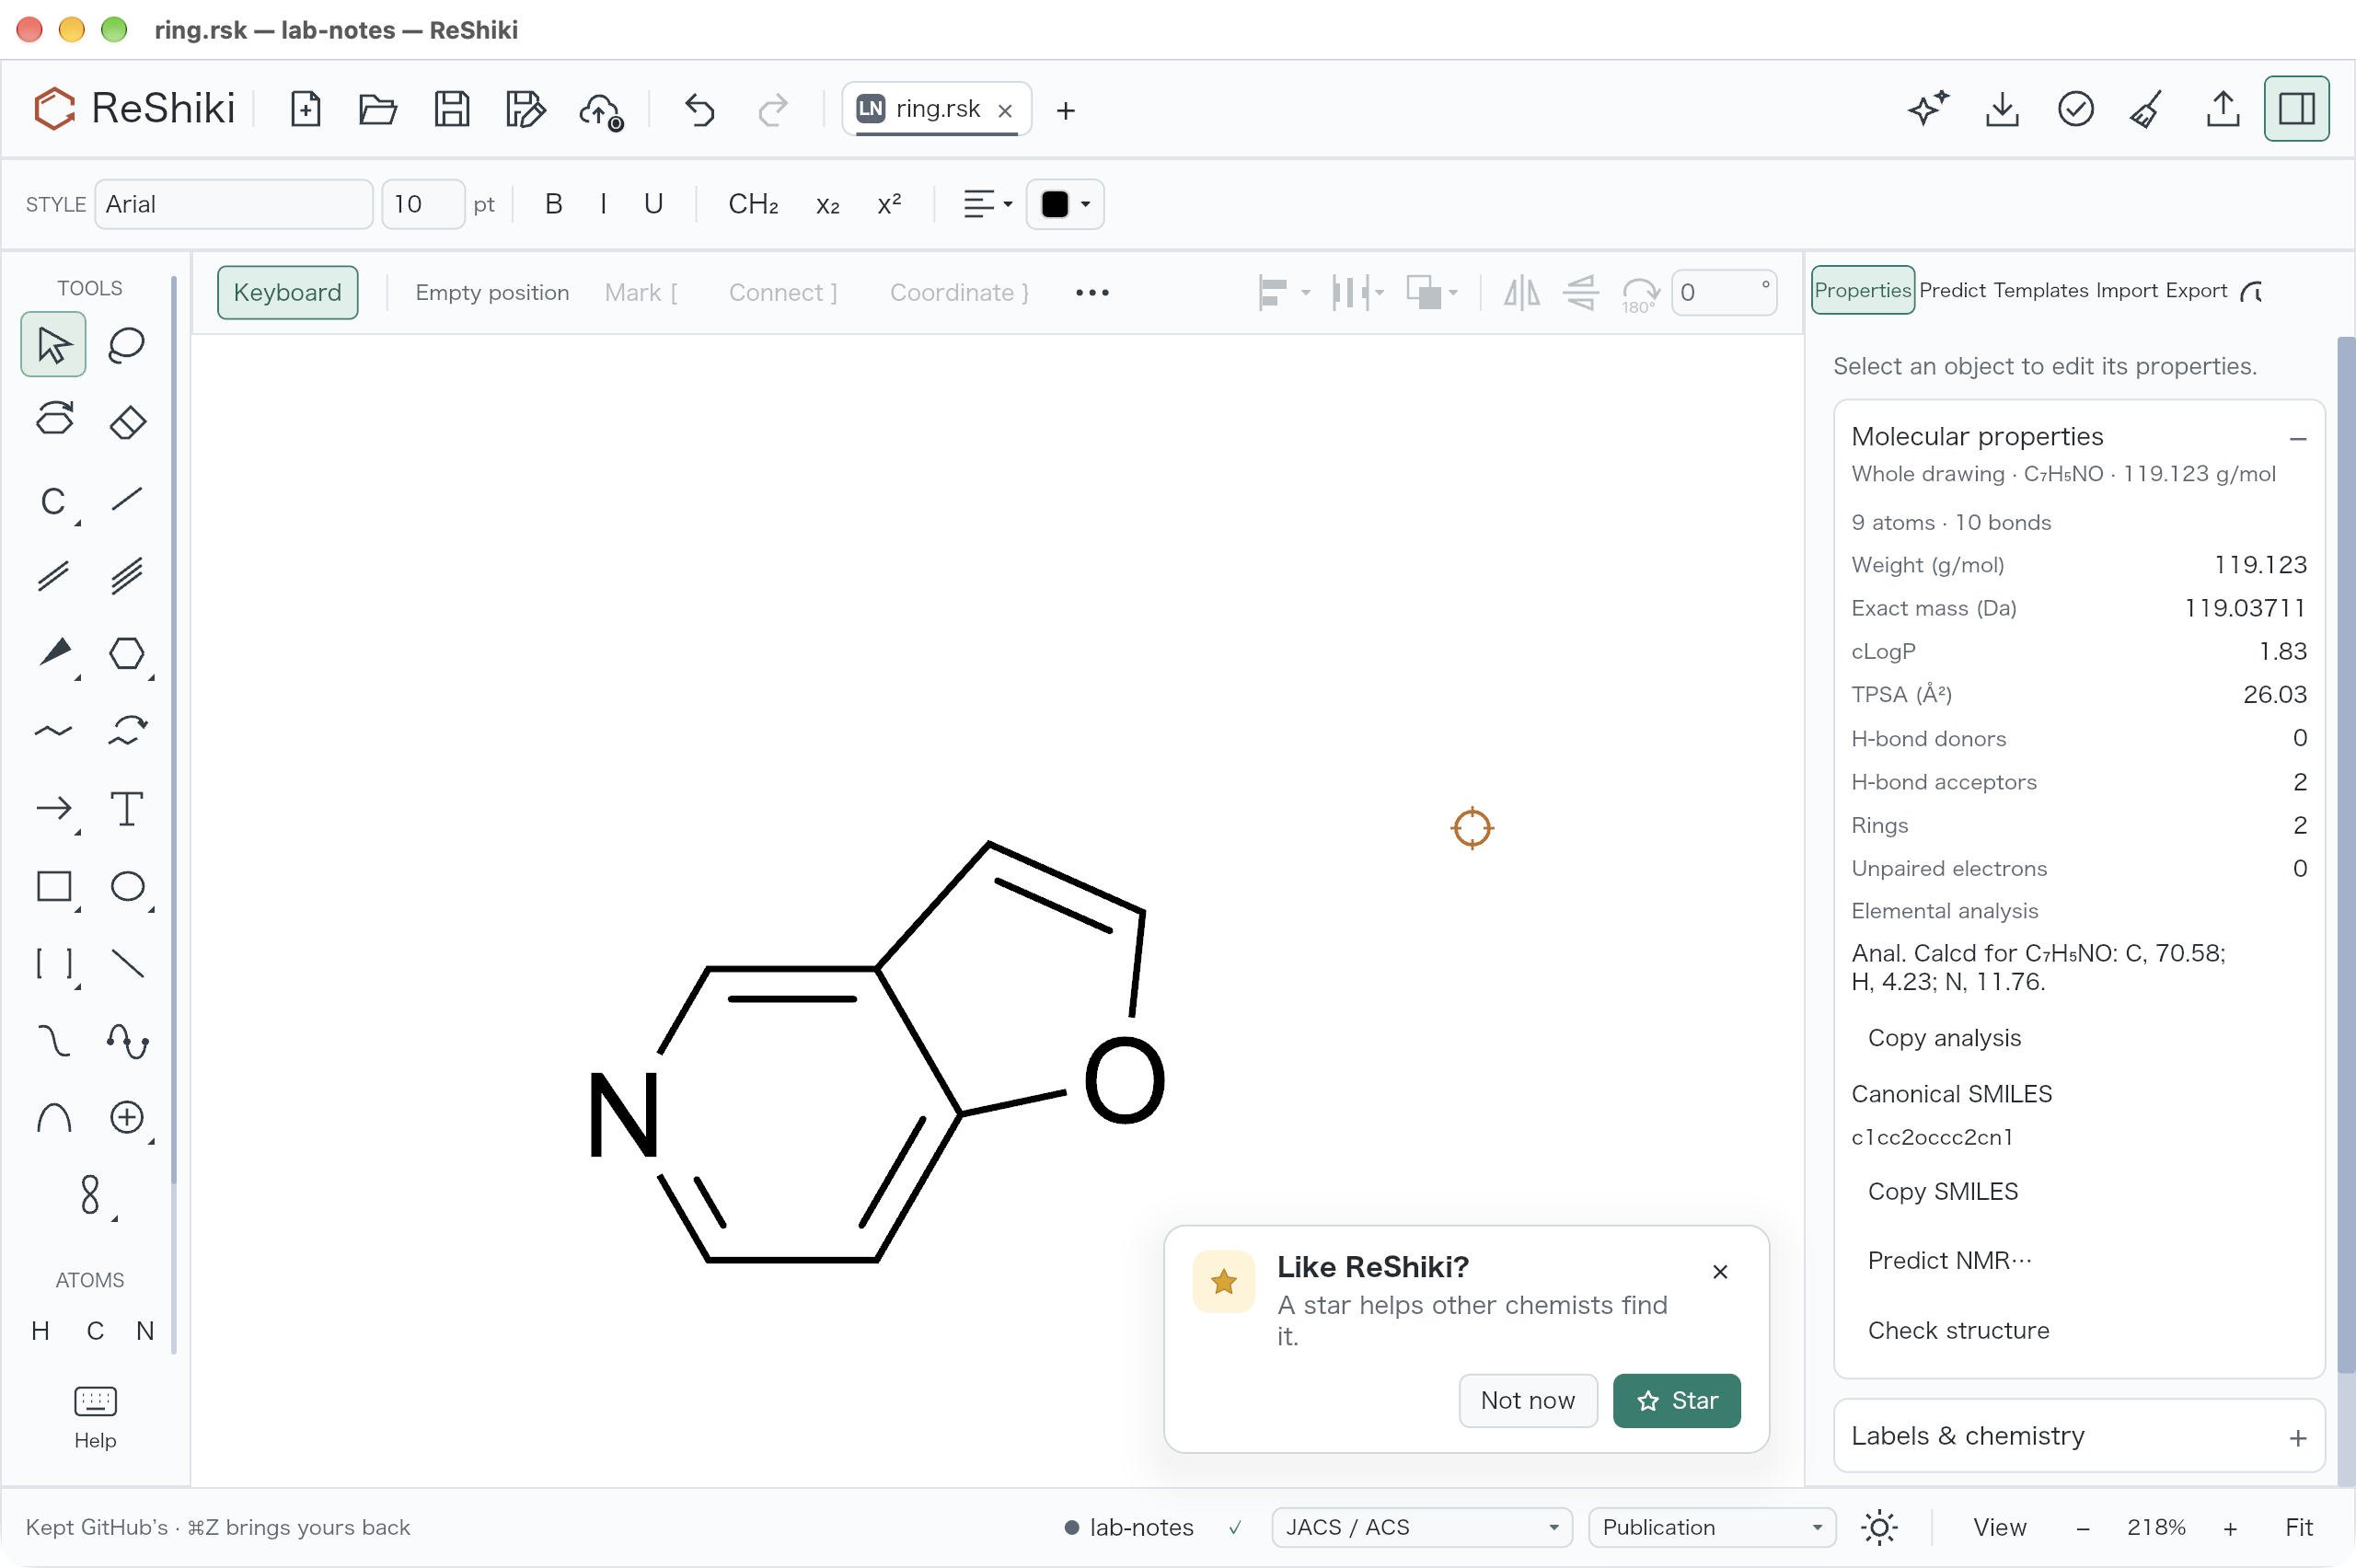 ring.rsk — lab-notes — ReShiki
ReShiki
LN ring.rsk × +
STYLE Arial 10 pt B I U CH₂ x₂ x²
TOOLS
Keyboard Empty position Mark [ Connect ] Coordinate } ••• 180° 0 °
Properties Predict Templates Import Export
C
T
[ ]
ATOMS
H C N
Help
N
O
Select an object to edit its properties.
Molecular properties −
Whole drawing · C₇H₅NO · 119.123 g/mol
9 atoms · 10 bonds
Weight (g/mol) 119.123
Exact mass (Da) 119.03711
cLogP 1.83
TPSA (Å²) 26.03
H-bond donors 0
H-bond acceptors 2
Rings 2
Unpaired electrons 0
Elemental analysis
Anal. Calcd for C₇H₅NO: C, 70.58;
H, 4.23; N, 11.76.
Copy analysis
Canonical SMILES
c1cc2occc2cn1
Copy SMILES
Predict NMR⋯
Check structure
Labels & chemistry +
Like ReShiki? ×
A star helps other chemists find
it.
Not now Star
Kept GitHub's · ⌘Z brings yours back
lab-notes ✓ JACS / ACS Publication View − 218% + Fit